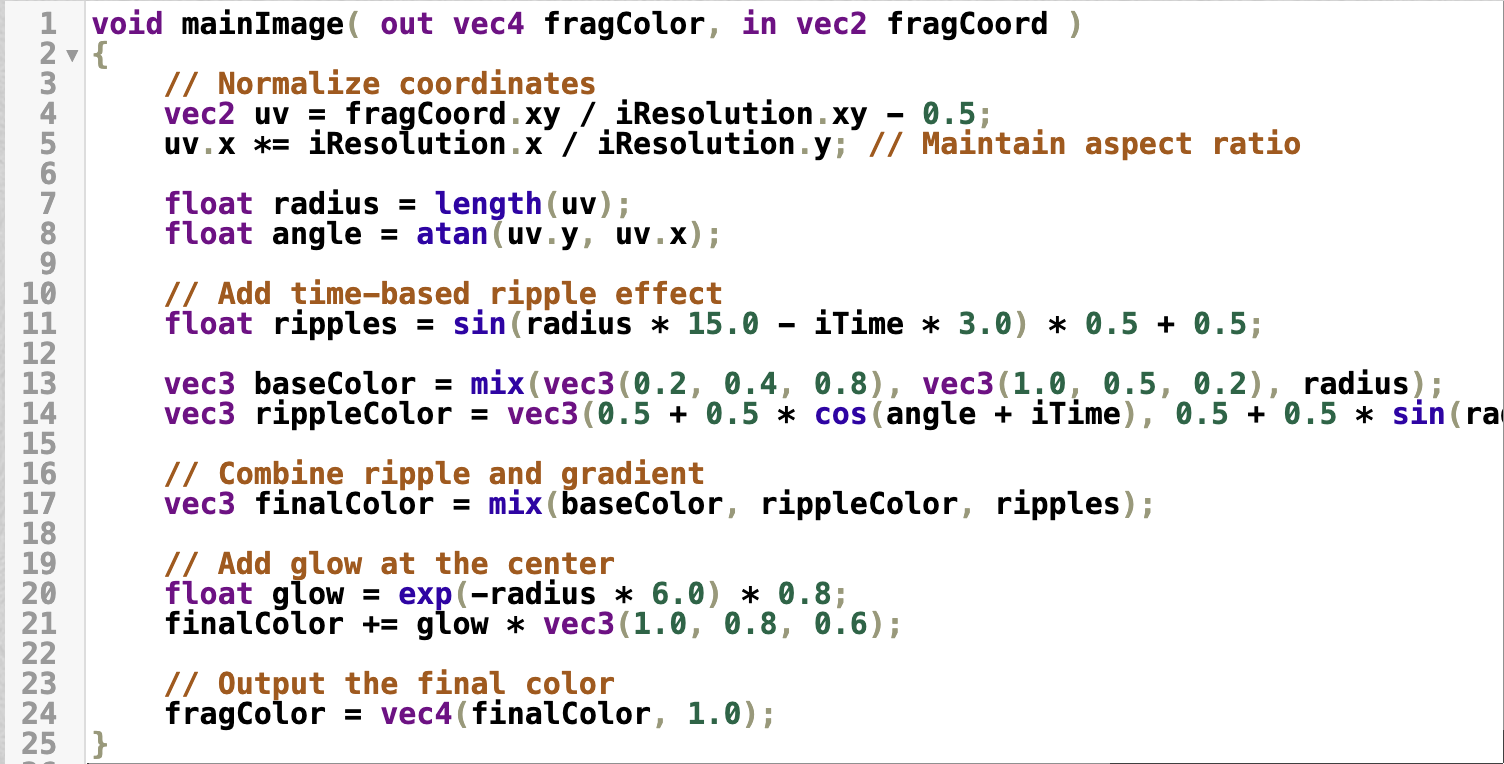 1 void mainImage( out vec4 fragColor, in vec2 fragCoord )
2 {
3 // Normalize coordinates
4 vec2 uv = fragCoord.xy / iResolution.xy - 0.5;
5 uv.x *= iResolution.x / iResolution.y; // Maintain aspect ratio
6
7 float radius = length(uv);
8 float angle = atan(uv.y, uv.x);
9
10 // Add time-based ripple effect
11 float ripples = sin(radius * 15.0 - iTime * 3.0) * 0.5 + 0.5;
12
13 vec3 baseColor = mix(vec3(0.2, 0.4, 0.8), vec3(1.0, 0.5, 0.2), radius);
14 vec3 rippleColor = vec3(0.5 + 0.5 * cos(angle + iTime), 0.5 + 0.5 * sin(
15
16 // Combine ripple and gradient
17 vec3 finalColor = mix(baseColor, rippleColor, ripples);
18
19 // Add glow at the center
20 float glow = exp(-radius * 6.0) * 0.8;
21 finalColor += glow * vec3(1.0, 0.8, 0.6);
22
23 // Output the final color
24 fragColor = vec4(finalColor, 1.0);
25 }